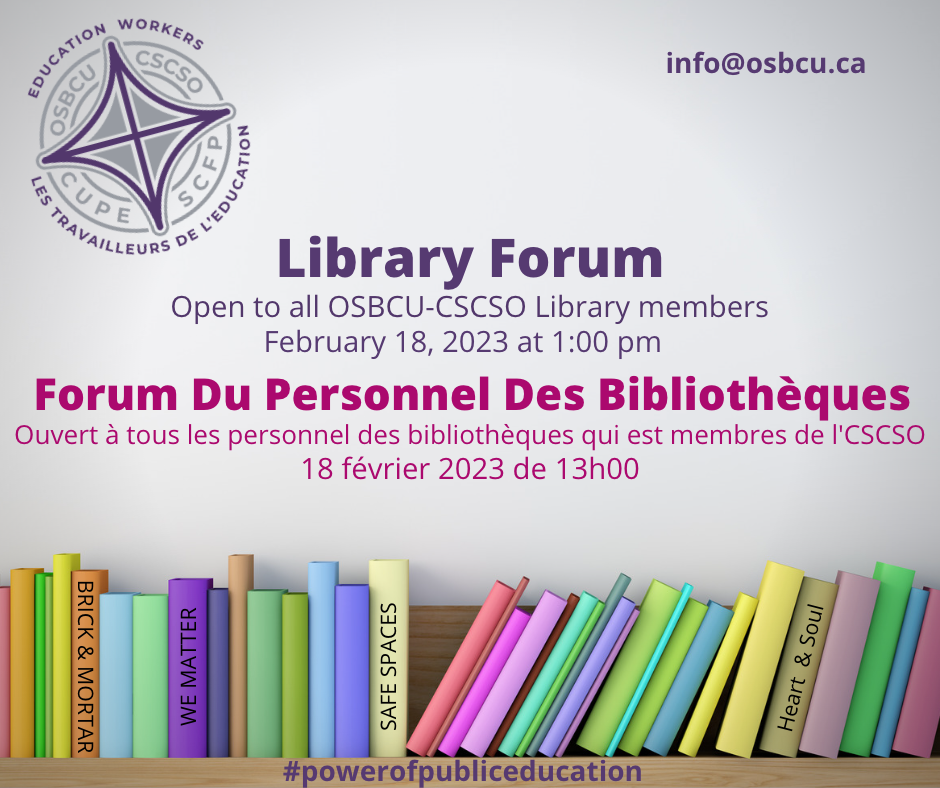 EDUCATION WORKERS
OSBCU
CSCSO
CUPE
SCFP
LES TRAVAILLEURS DE L'EDUCATION
info@osbcu.ca
Library Forum
Open to all OSBCU-CSCSO Library members
February 18, 2023 at 1:00 pm
Forum Du Personnel Des Bibliothèques
Ouvert à tous les personnel des bibliothèques qui est membres de l'CSCSO
18 février 2023 de 13h00
BRICK & MORTAR
WE MATTER
SAFE SPACES
Heart & Soul
#powerofpubliceducation